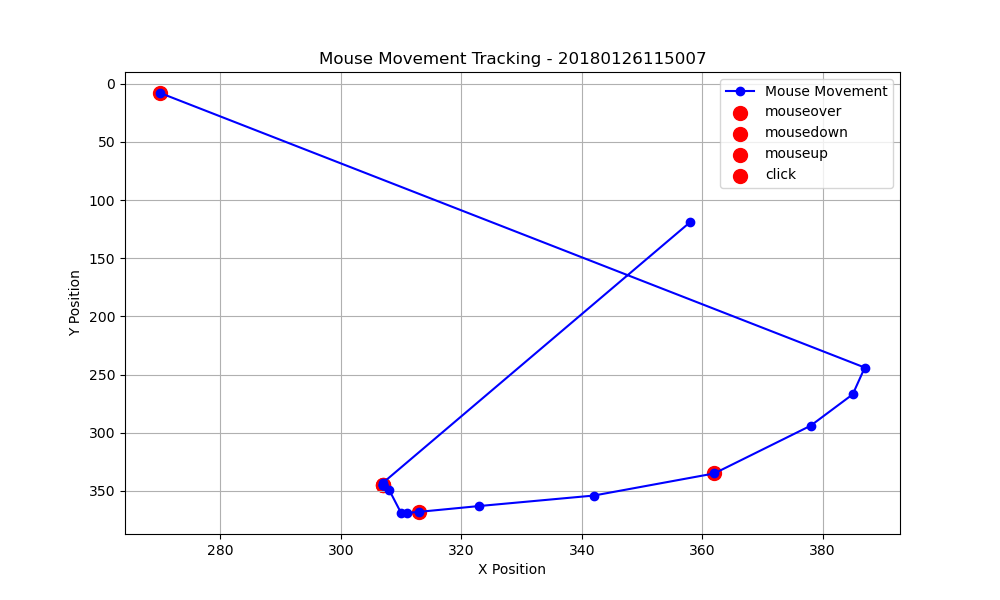 Mouse Movement Tracking - 20180126115007
Mouse Movement
mouseover
mousedown
mouseup
click
0
50
100
150
200
250
300
350
Y Position
280
300
320
340
360
380
X Position